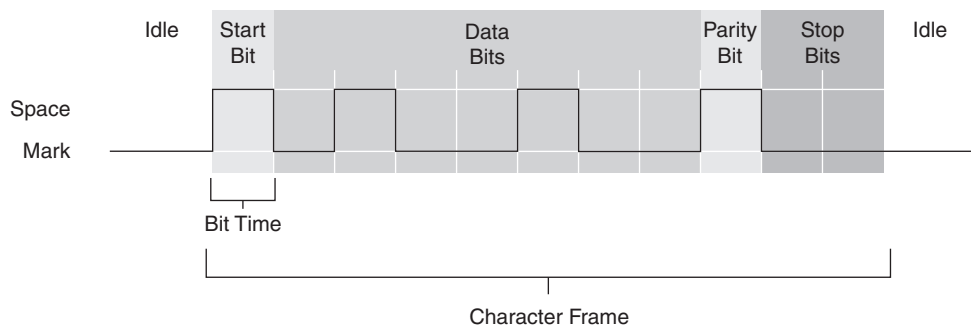 Idle
Start
Bit
Data
Bits
Parity
Bit
Stop
Bits
Idle
Space
Mark
Bit Time
Character Frame